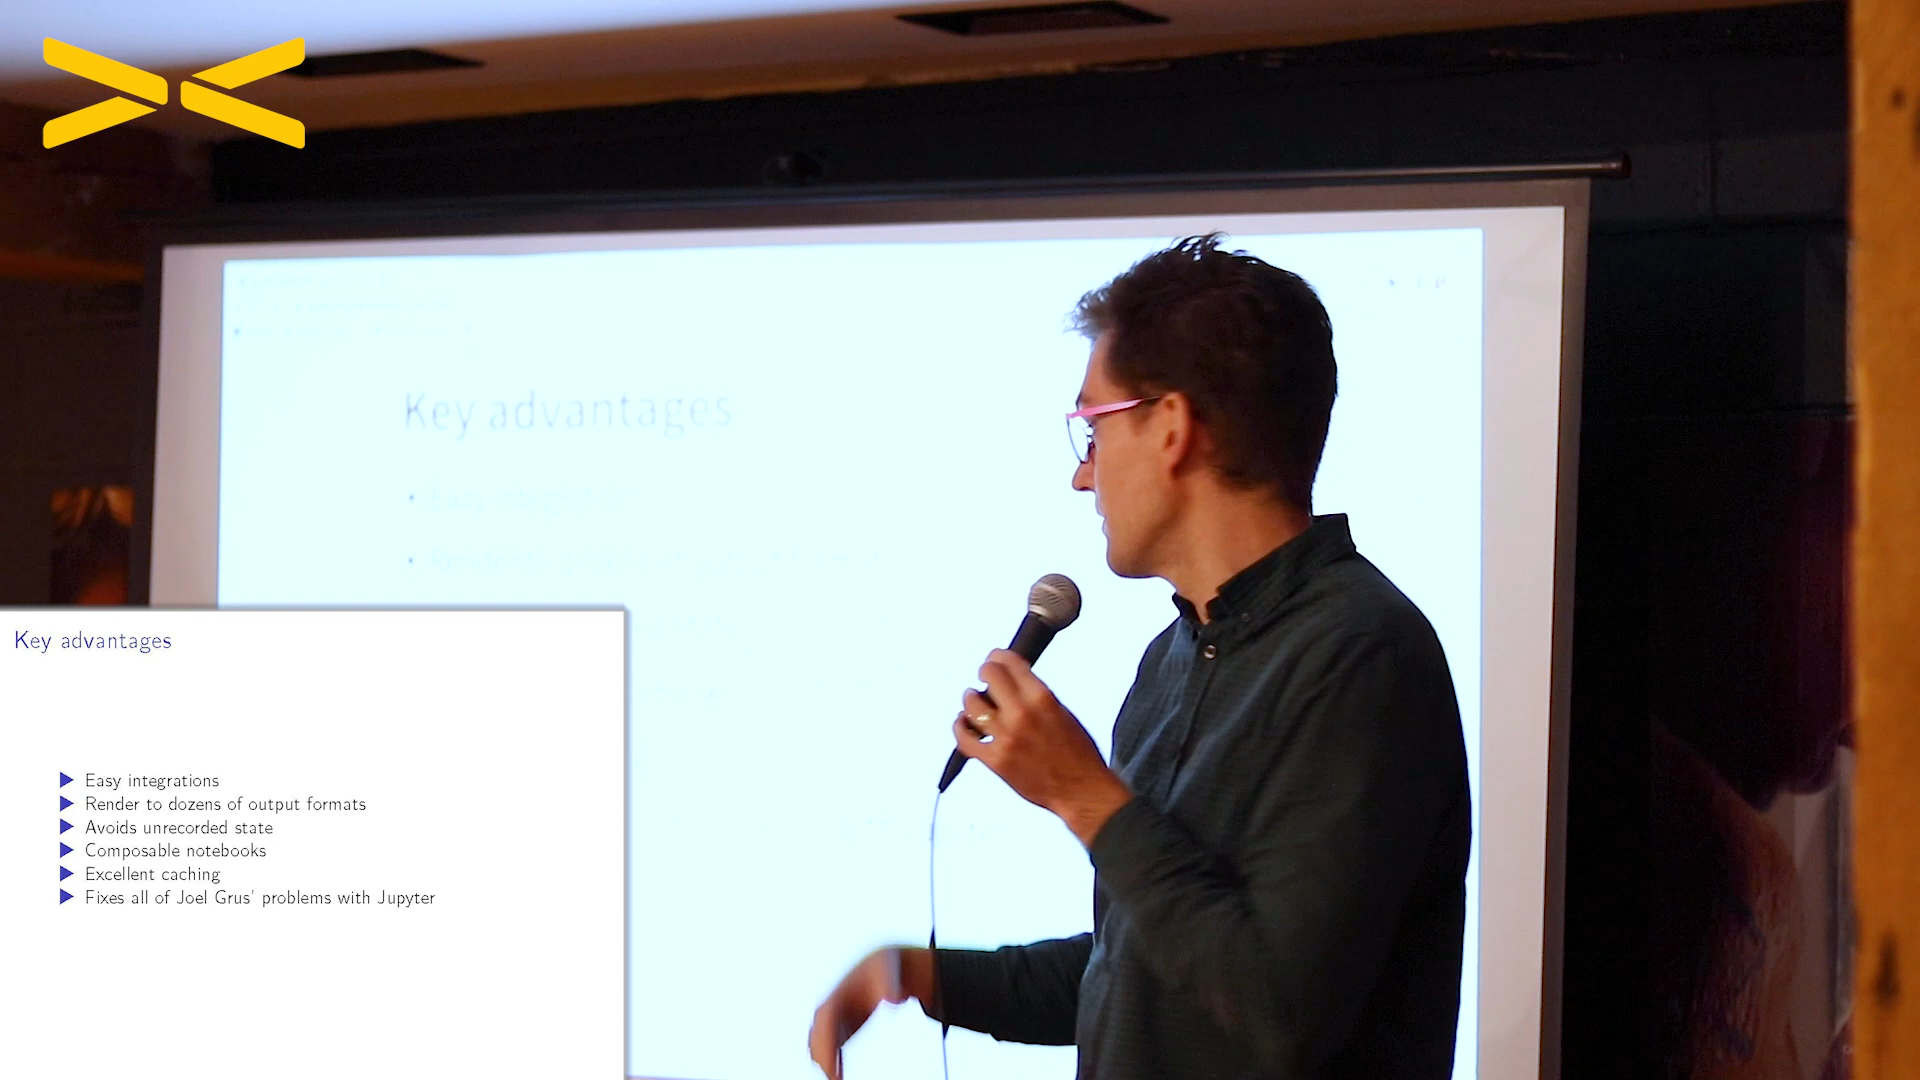 Key advantages
Key advantages
Easy integrations
Render to dozens of output formats
Avoids unrecorded state
Composable notebooks
Excellent caching
Fixes all of Joel Grus' problems with Jupyter